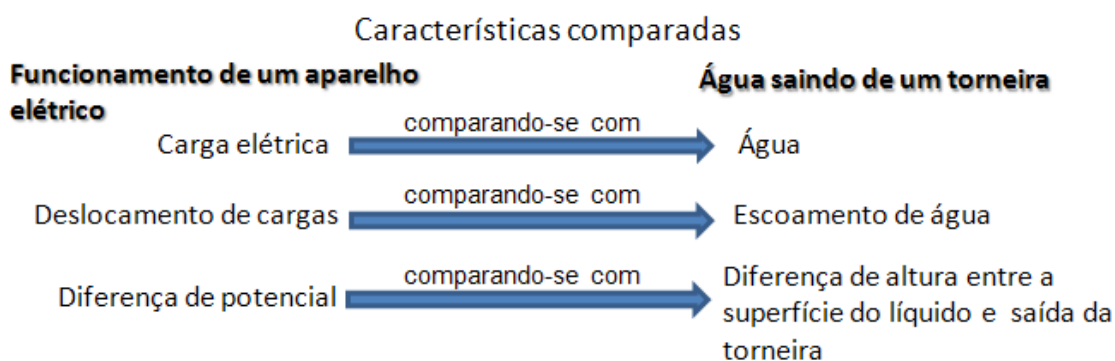 Características comparadas
Funcionamento de um aparelho
elétrico
Água saindo de um torneira
Carga elétrica
comparando-se com
Água
Deslocamento de cargas
comparando-se com
Escoamento de água
Diferença de potencial
comparando-se com
Diferença de altura entre a
superfície do líquido e saída da
torneira